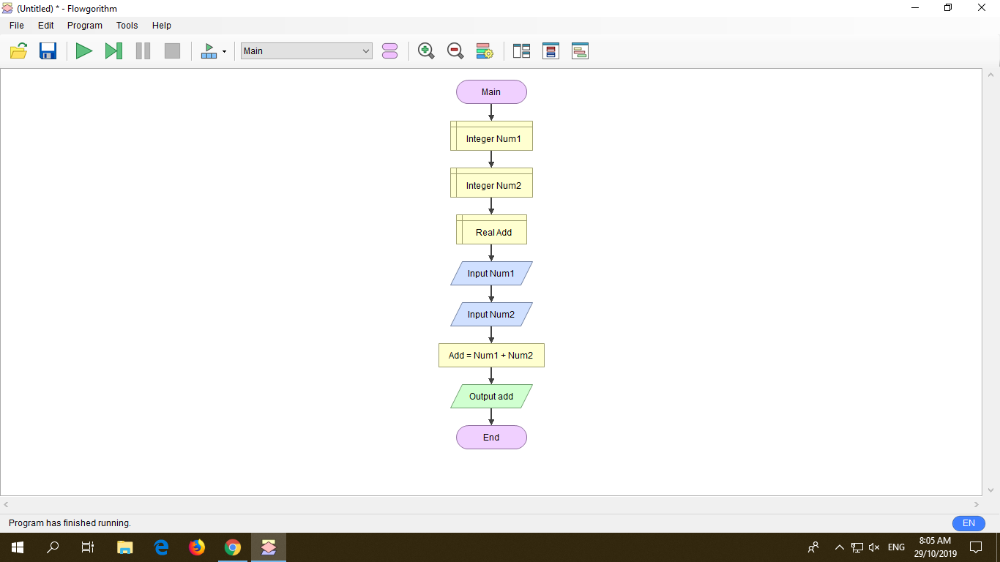 (Untitled) * - Flowgorithm
File Edit Program Tools Help
Main
Main
Integer Num1
Integer Num2
Real Add
Input Num1
Input Num2
Add = Num1 + Num2
Output add
End
Program has finished running.
EN
ENG
8:05 AM
29/10/2019